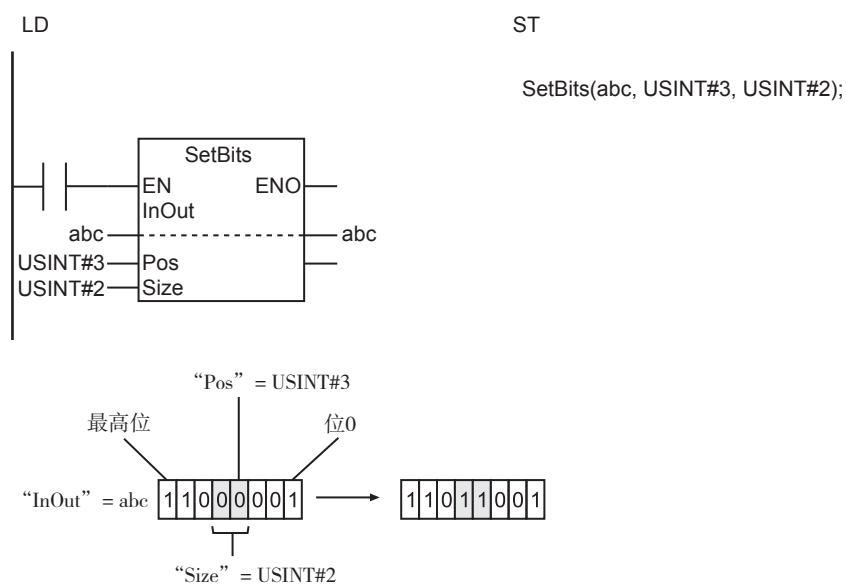 LD
ST
SetBits(abc, USINT#3, USINT#2);
SetBits
EN ENO
InOut
abc abc
USINT#3 Pos
USINT#2 Size
“Pos” = USINT#3
最高位 位0
“InOut” = abc 1 1 0 0 0 0 0 1 1 1 0 1 1 0 0 1
“Size” = USINT#2